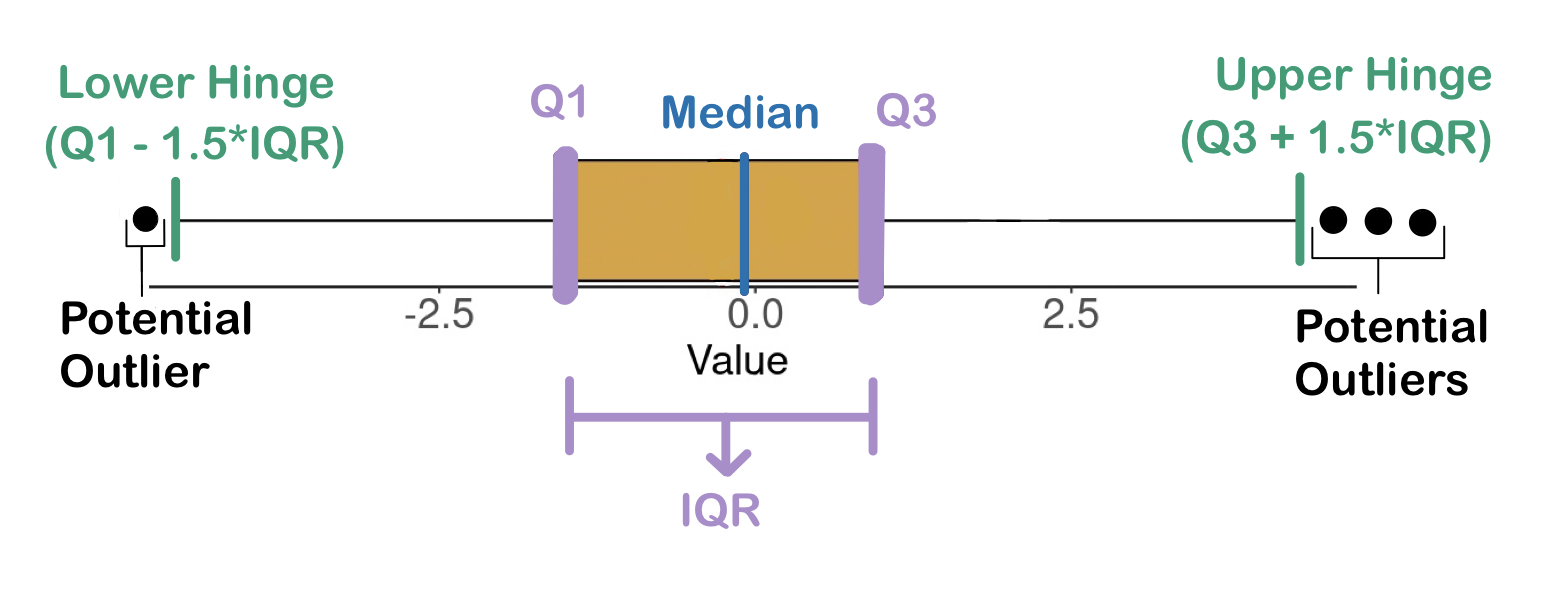 Lower Hinge
(Q1 - 1.5*IQR)
Q1
Median
Q3
Upper Hinge
(Q3 + 1.5*IQR)
Potential
Outlier
-2.5
0.0
2.5
Value
Potential
Outliers
IQR